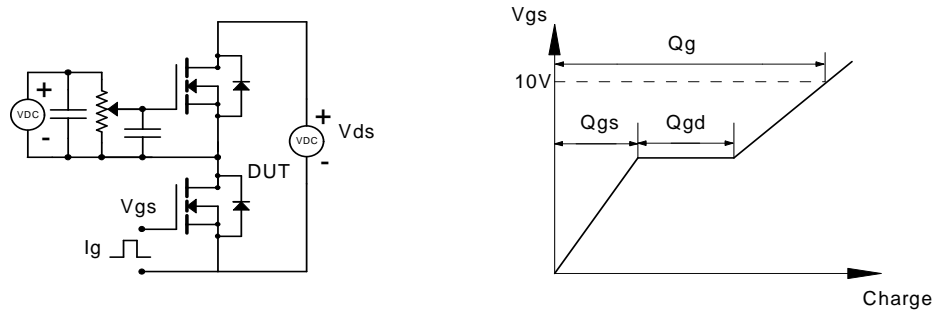 +
VDC
-
+
VDC
-
Vds
DUT
Vgs
Ig
Vgs
Qg
10V
Qgs
Qgd
Charge